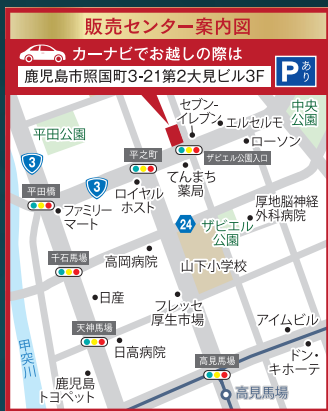 販売センター案内図
カーナビでお越しの際は
鹿児島市照国町3-21第2大見ビル3F
P
あり
セブン-
イレブン
エルセルモ
中央
公園
平田公園
ローソン
3
平之町
ザビエル公園入口
てんまち
薬局
3
平田橋
ロイヤル
ホスト
ファミリー
マート
24
ザビエル
公園
厚地脳神経
外科病院
千石馬場
高岡病院
山下小学校
日産
フレッセ
厚生市場
天神馬場
アイムビル
甲突川
日高病院
高見馬場
ドン・
キホーテ
鹿児島
トヨペット
高見馬場